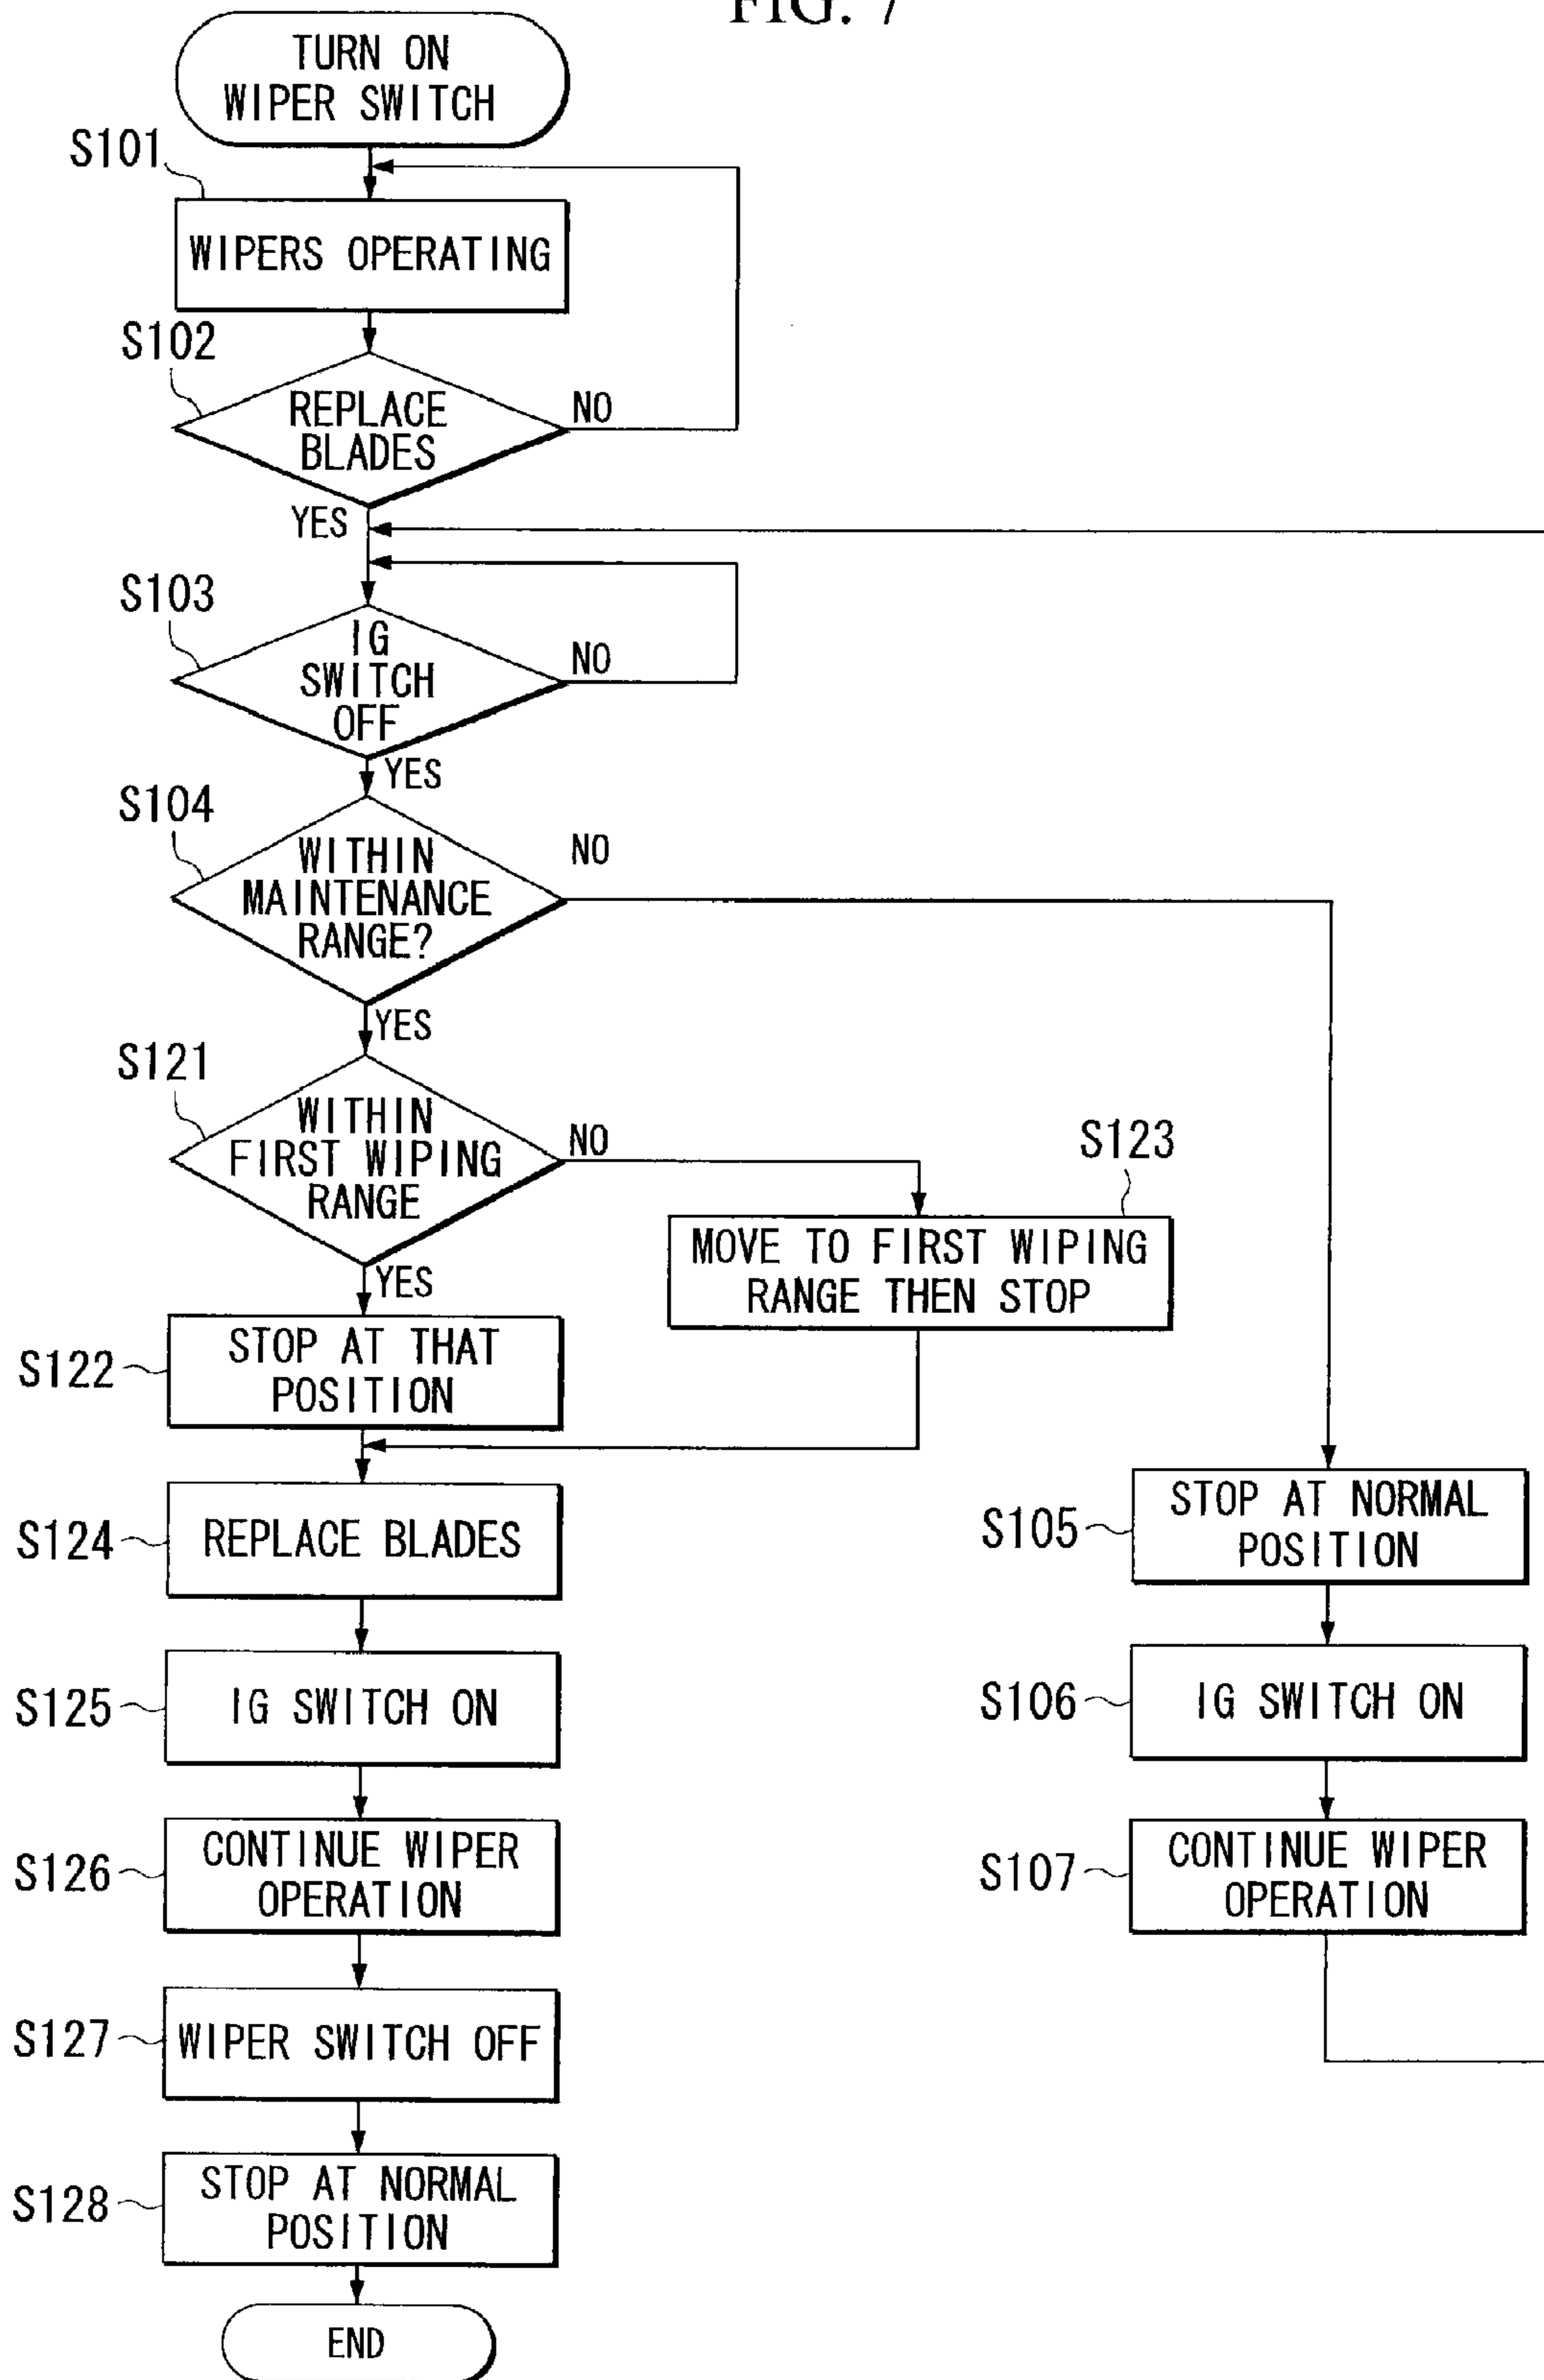 FIG. 7
TURN ON
WIPER SWITCH
S101
WIPERS OPERATING
S102
REPLACE
BLADES
NO
YES
S103
IG
SWITCH
OFF
NO
YES
S104
WITHIN
MAINTENANCE
RANGE?
NO
YES
S121
WITHIN
FIRST WIPING
RANGE
NO
YES
S123
MOVE TO FIRST WIPING
RANGE THEN STOP
S122
STOP AT THAT
POSITION
S124
REPLACE BLADES
S105
STOP AT NORMAL
POSITION
S125
IG SWITCH ON
S106
IG SWITCH ON
S126
CONTINUE WIPER
OPERATION
S107
CONTINUE WIPER
OPERATION
S127
WIPER SWITCH OFF
S128
STOP AT NORMAL
POSITION
END